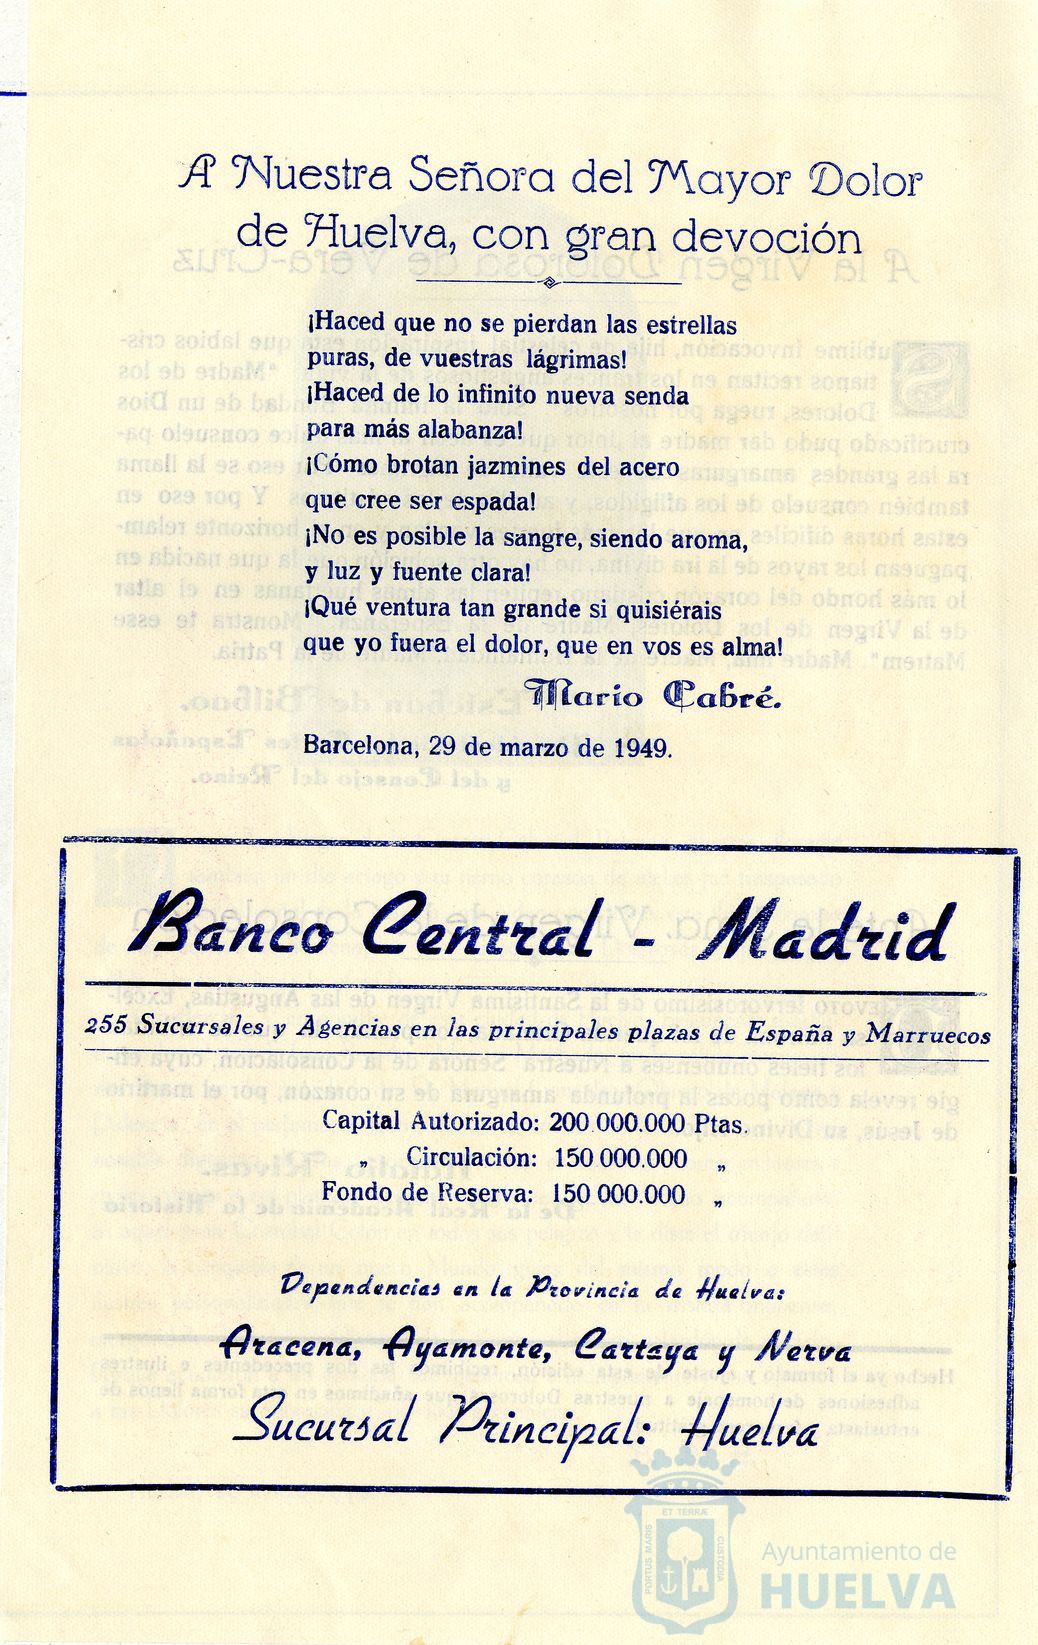 A Nuestra Señora del Mayor Dolor
de Huelva, con gran devoción
¡Haced que no se pierdan las estrellas
puras, de vuestras lágrimas!
¡Haced de lo infinito nueva senda
para más alabanza!
¡Cómo brotan jazmines del acero
que cree ser espada!
¡No es posible la sangre, siendo aroma,
y luz y fuente clara!
¡Qué ventura tan grande si quisiérais
que yo fuera el dolor, que en vos es alma!
Mario Cabré.
Barcelona, 29 de marzo de 1949.
Banco Central - Madrid
255 Sucursales y Agencias en las principales plazas de España y Marruecos
Capital Autorizado: 200.000.000 Ptas.
„ Circulación: 150 000.000 „
Fondo de Reserva: 150 000.000 „
Dependencias en la Provincia de Huelva:
Aracena, Ayamonte, Cartaya y Nerva
Sucursal Principal: Huelva
ET TERRÆ
PORTUS MARIS
CUSTODIA
Ayuntamiento de
HUELVA